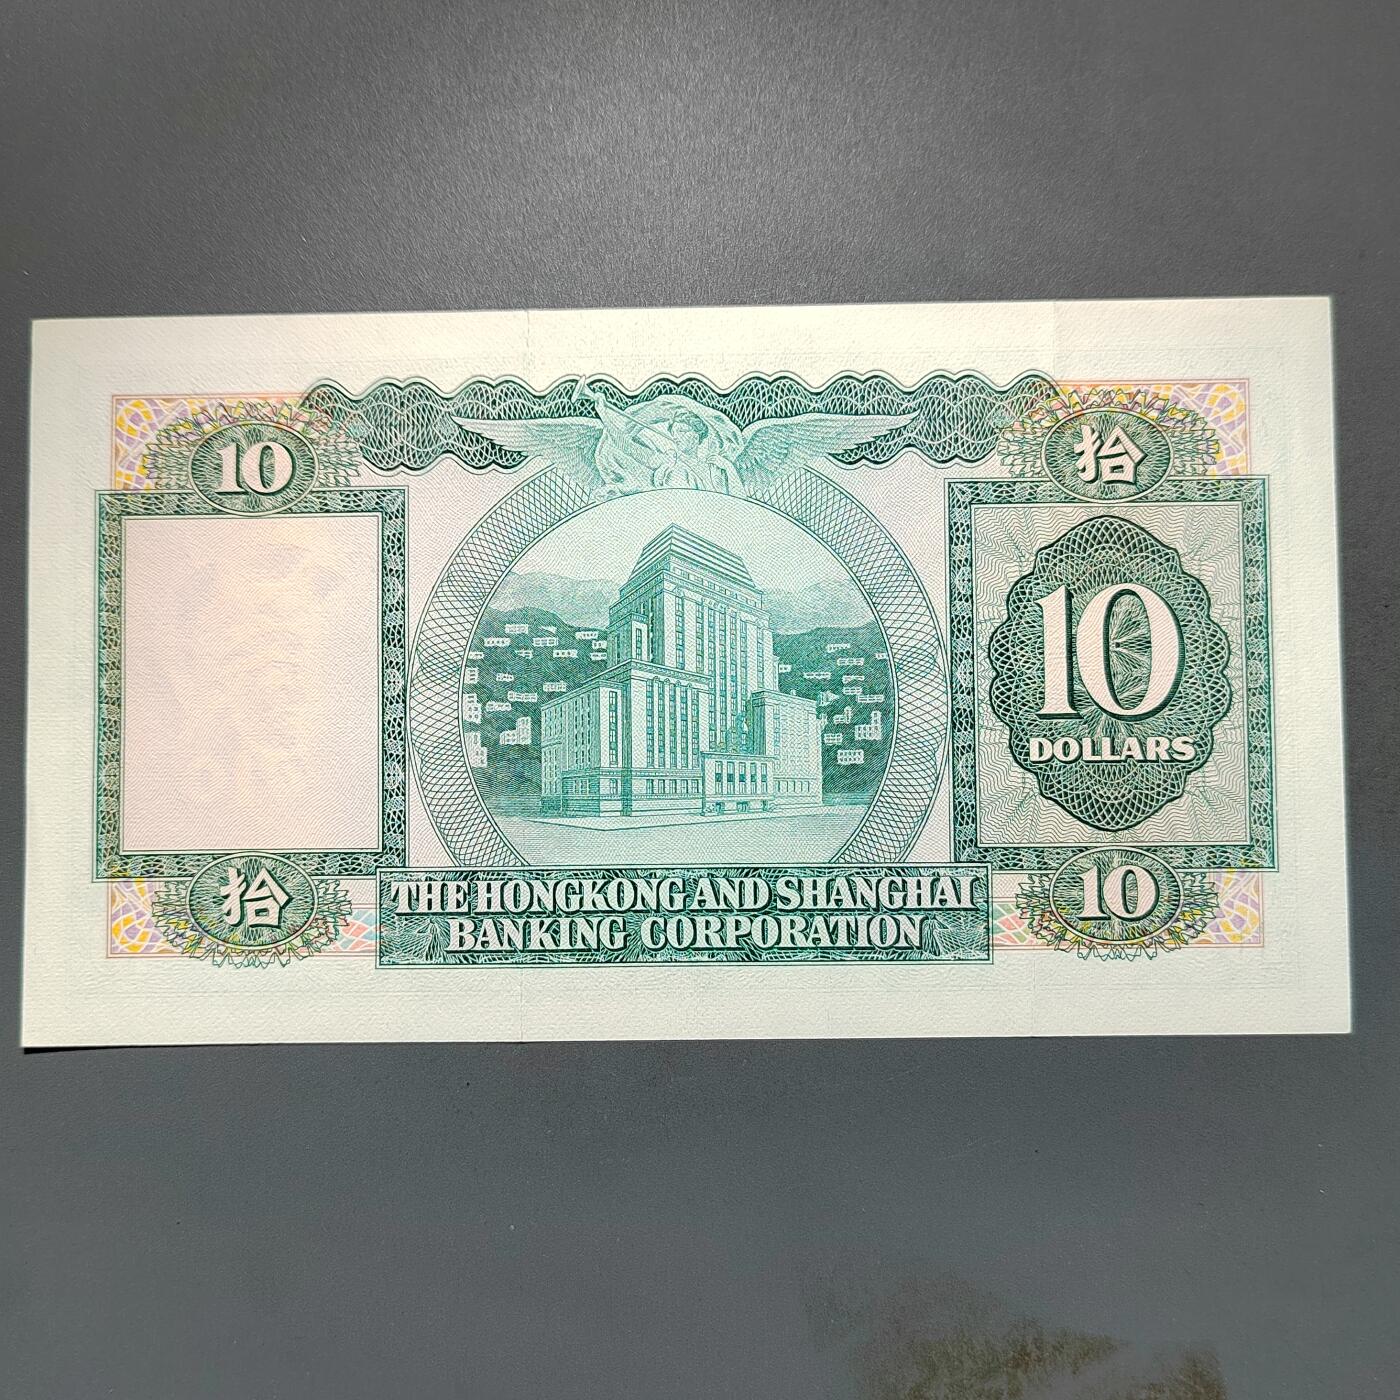 10
拾
10
DOLLARS
拾
10
THE HONGKONG AND SHANGHAI
BANKING CORPORATION